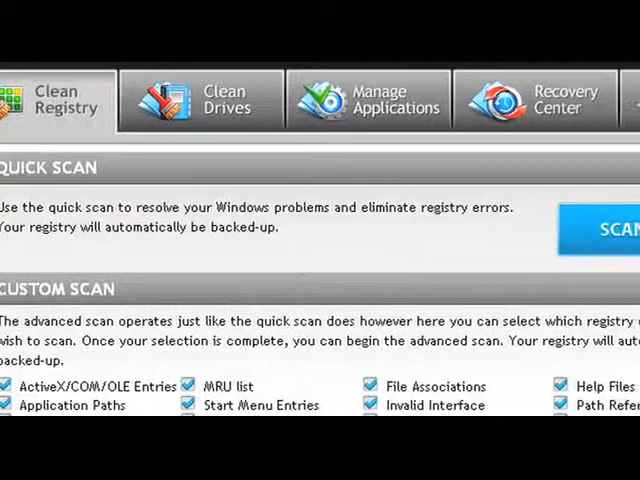 Clean Registry
Clean Drives
Manage Applications
Recovery Center
QUICK SCAN
Use the quick scan to resolve your Windows problems and eliminate registry errors.
Your registry will automatically be backed-up.
SCAN
CUSTOM SCAN
The advanced scan operates just like the quick scan does however here you can select which registry
wish to scan. Once your selection is complete, you can begin the advanced scan. Your registry will
backed-up.
ActiveX/COM/OLE Entries MRU list File Associations Help Files
Application Paths Start Menu Entries Invalid Interface Path